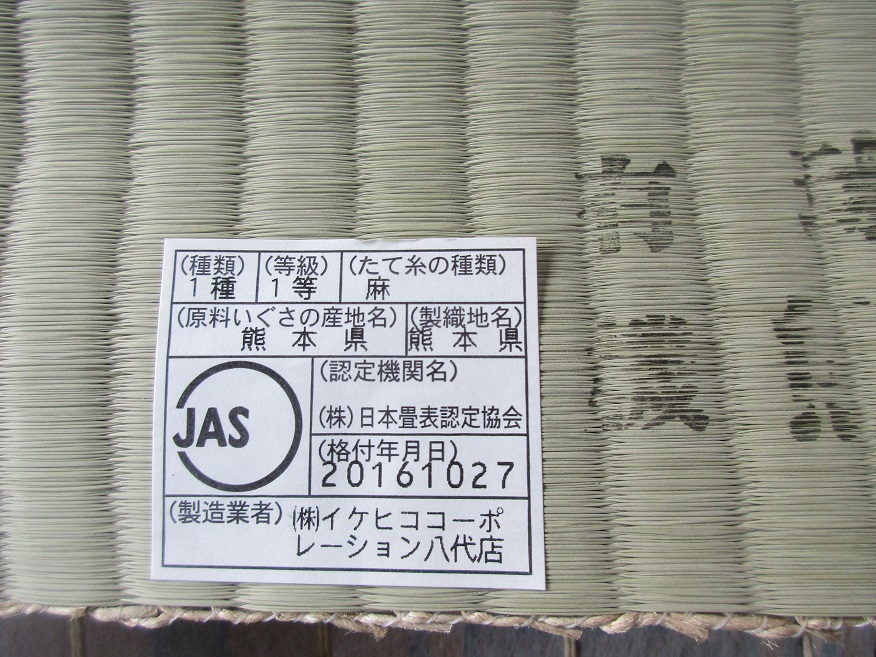 (種類) (等級) (たて糸の種類)
1種 1等 麻
(原料いぐさの産地名) (製織地名)
熊本県 熊本県
JAS
(認定機関名)
(株)日本畳表認定協会
(格付年月日)
20161027
(製造業者) (株)イケヒココーポ
レーション八代店